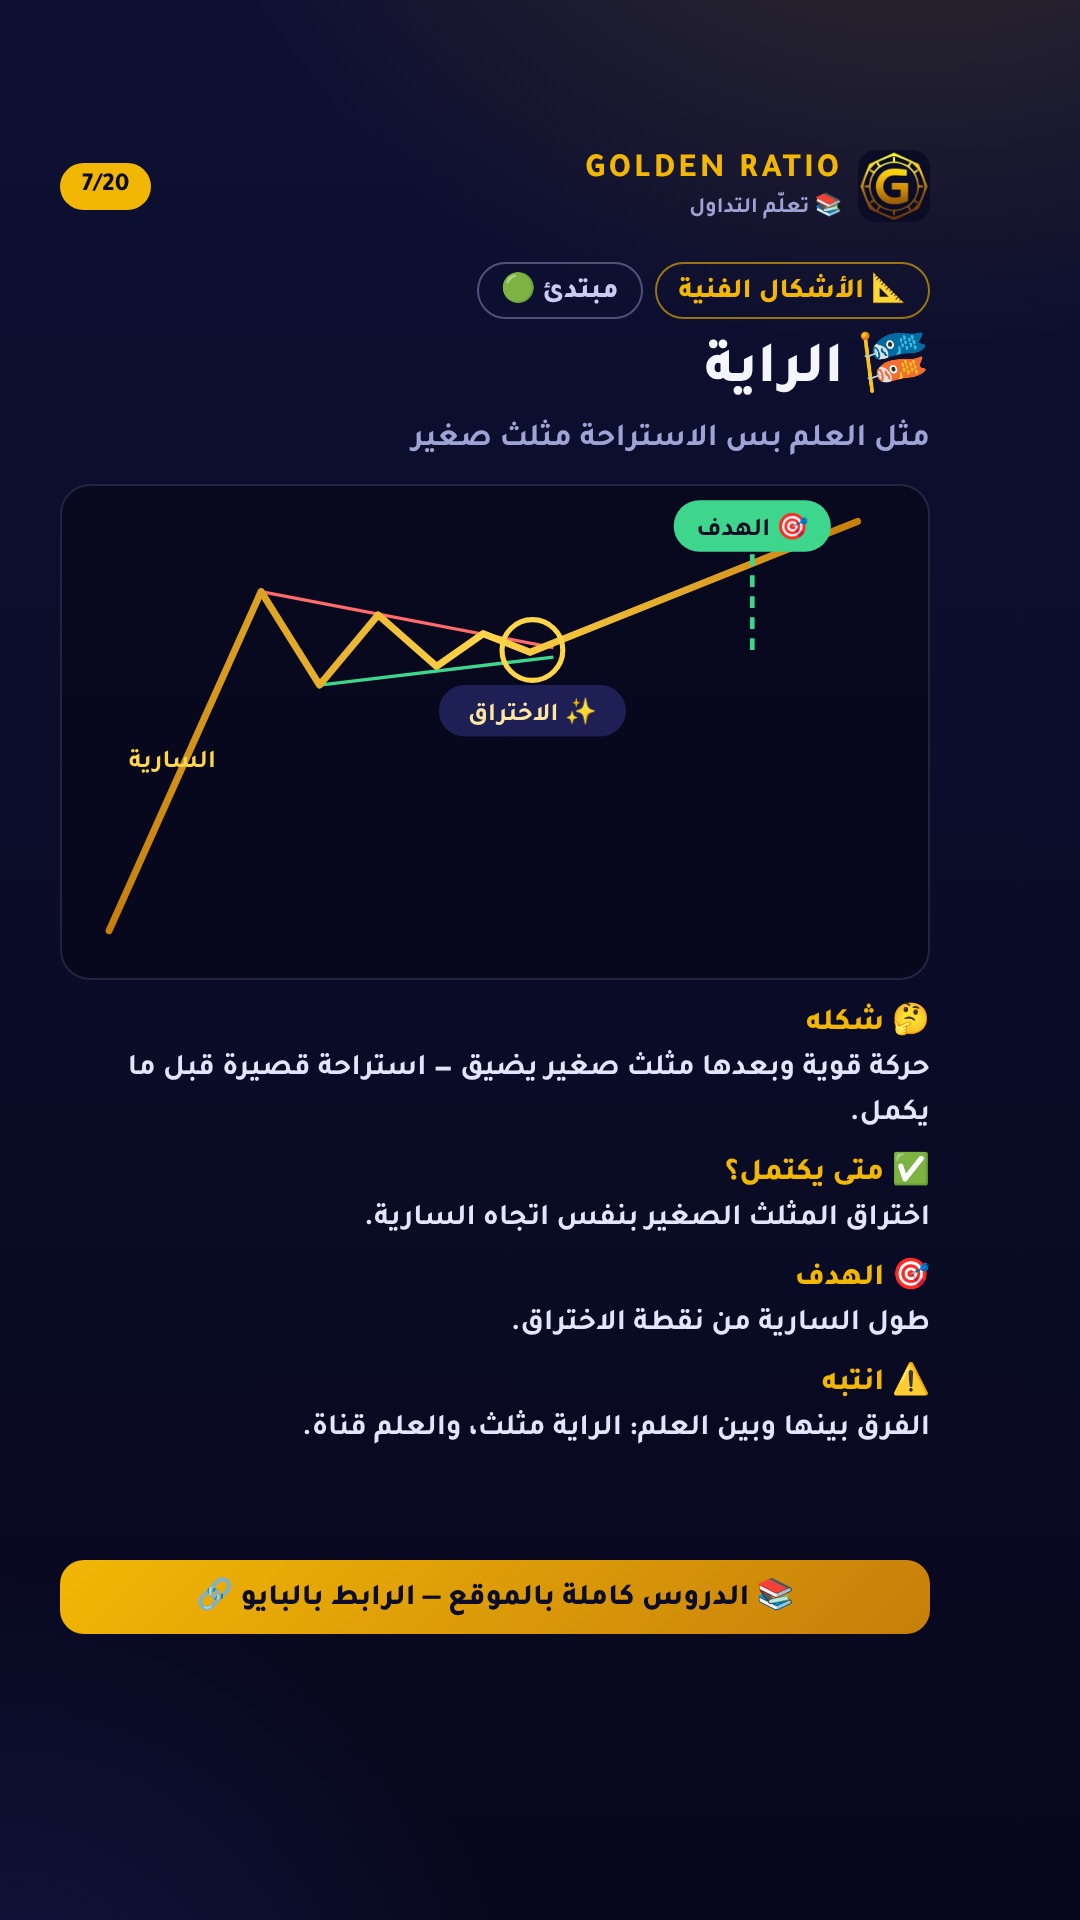 GOLDEN RATIO
📚 تعلّم التداول
7/20
📐 الأشكال الفنية
مبتدئ 🟢
🎏 الراية
مثل العلم بس الاستراحة مثلث صغير
🎯 الهدف
✨ الاختراق
السارية
🤔 شكله
حركة قوية وبعدها مثلث صغير يضيق – استراحة قصيرة قبل ما
يكمل.
✅ متى يكتمل؟
اختراق المثلث الصغير بنفس اتجاه السارية.
🎯 الهدف
طول السارية من نقطة الاختراق.
⚠️ انتبه
الفرق بينها وبين العلم: الراية مثلث، والعلم قناة.
📚 الدروس كاملة بالموقع – الرابط بالبايو 🔗